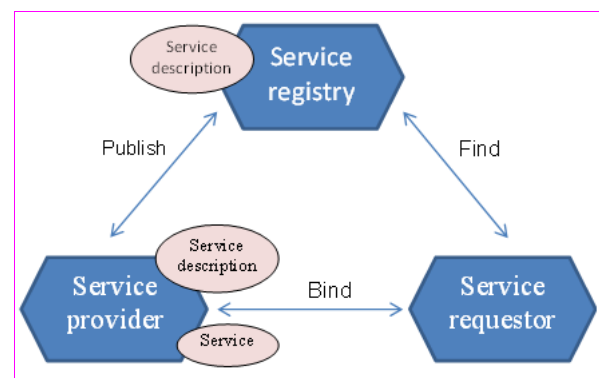 Service
description
Service
registry
Publish
Find
Service
description
Service
provider
Bind
Service
requestor
Service